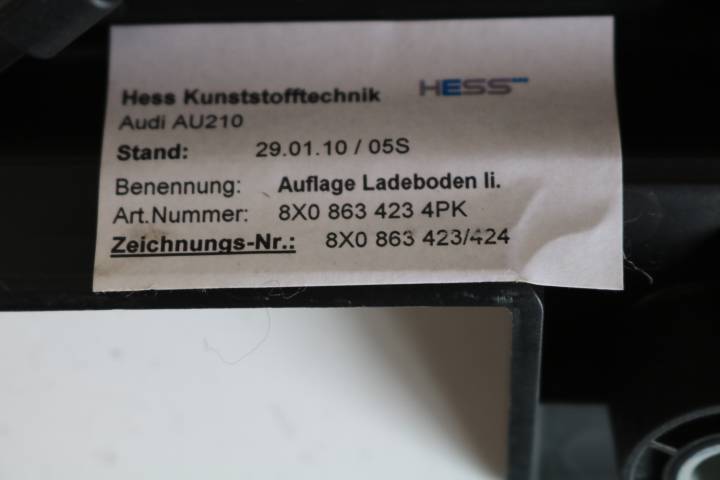 Hess Kunststofftechnik
HESS
Audi AU210
Stand: 29.01.10 / 05S
Benennung: Auflage Ladeboden li.
Art.Nummer: 8X0 863 423 4PK
Zeichnungs-Nr.: 8X0 863 423/424